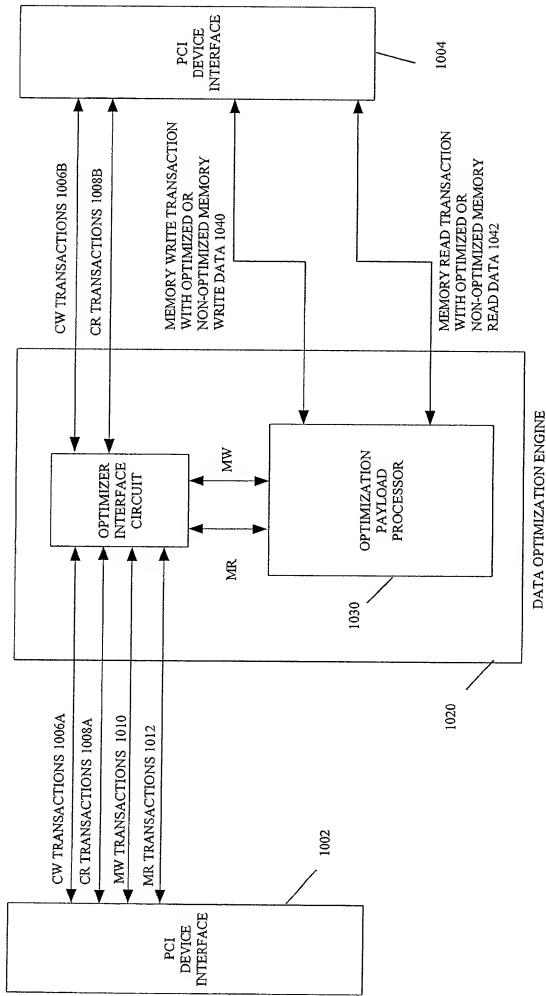 PCI
DEVICE
INTERFACE
1002
CW TRANSACTIONS 1006A
CR TRANSACTIONS 1008A
MW TRANSACTIONS 1010
MR TRANSACTIONS 1012
OPTIMIZER
INTERFACE
CIRCUIT
MR
MW
OPTIMIZATION
PAYLOAD
PROCESSOR
1030
1020
DATA OPTIMIZATION ENGINE
CW TRANSACTIONS 1006B
CR TRANSACTIONS 1008B
MEMORY WRITE TRANSACTION
WITH OPTIMIZED OR
NON-OPTIMIZED MEMORY
WRITE DATA 1040
MEMORY READ TRANSACTION
WITH OPTIMIZED OR
NON-OPTIMIZED MEMORY
READ DATA 1042
PCI
DEVICE
INTERFACE
1004